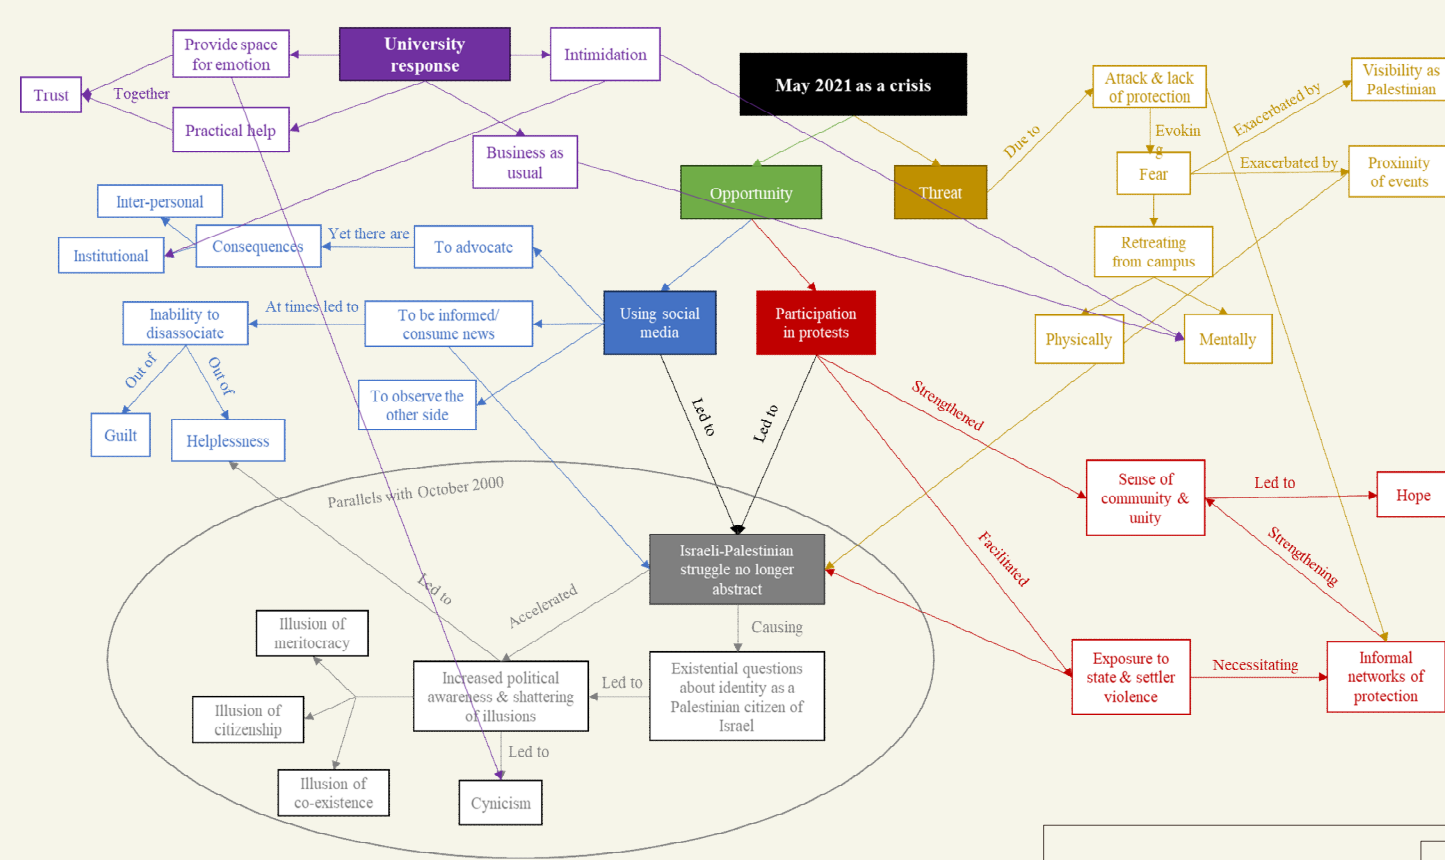 Provide space
for emotion
University
response
Intimidation
May 2021 as a crisis
Attack & lack
of protection
Visibility as
Palestinian
Trust
Together
Practical help
Business as
usual
Opportunity
Threat
Due to
Evokin
g
Exacerbated by
Fear
Exacerbated by
Proximity
of events
Inter-personal
Institutional
Consequences
Yet there are
To advocate
Retreating
from campus
Inability to
disassociate
At times led to
To be informed/
consume news
Using social
media
Participation
in protests
Physically
Mentally
Out of
Out of
To observe the
other side
Guilt
Helplessness
Led to
Led to
Strengthened
Parallels with October 2000
Sense of
community &
unity
Led to
Hope
Israeli-Palestinian
struggle no longer
abstract
Facilitated
Strengthening
Led to
Accelerated
Illusion of
meritocracy
Causing
Increased political
awareness & shattering
of illusions
Led to
Existential questions
about identity as a
Palestinian citizen of
Israel
Exposure to
state & settler
violence
Necessitating
Informal
networks of
protection
Illusion of
citizenship
Led to
Illusion of
co-existence
Cynicism